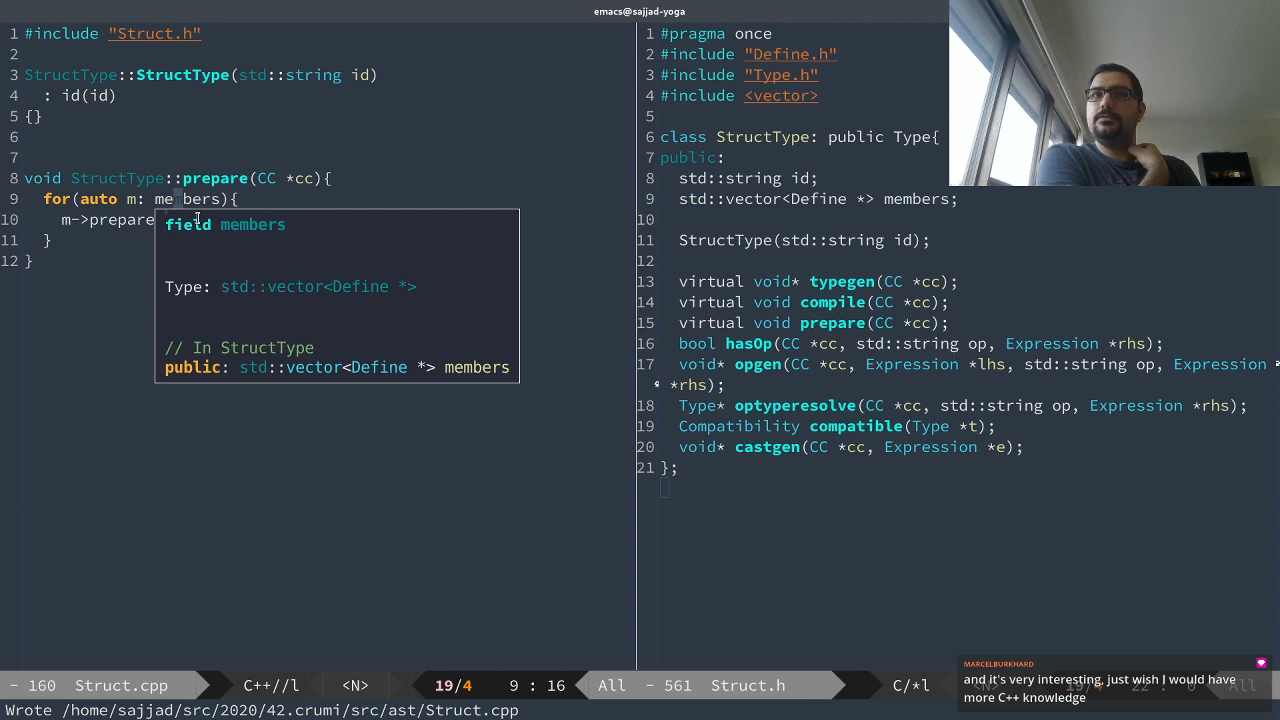 emacs@sajjad-yoga
1 #include "Struct.h"
2
3 StructType::StructType(std::string id)
4   : id(id)
5 {}
6
7
8 void StructType::prepare(CC *cc){
9   for(auto m: members){
10    m->prepare
11  }
12 }
field members
Type: std::vector<Define *>
// In StructType
public: std::vector<Define *> members
- 160 Struct.cpp C++//l <N> 19/4 9 : 16 All
1 #pragma once
2 #include "Define.h"
3 #include "Type.h"
4 #include <vector>
5
6 class StructType: public Type{
7 public:
8   std::string id;
9   std::vector<Define *> members;
10
11   StructType(std::string id);
12
13   virtual void* typegen(CC *cc);
14   virtual void compile(CC *cc);
15   virtual void prepare(CC *cc);
16   bool hasOp(CC *cc, std::string op, Expression *rhs);
17   void* opgen(CC *cc, Expression *lhs, std::string op, Expression
*rhs);
18   Type* optyperesolve(CC *cc, std::string op, Expression *rhs);
19   Compatibility compatible(Type *t);
20   void* castgen(CC *cc, Expression *e);
21 };
- 561 Struct.h C/*l <N> 19/4 22 : 0 All
MARCELBURKHARD
and it's very interesting, just wish I would have
more C++ knowledge
Wrote /home/sajjad/src/2020/42.crumi/src/ast/Struct.cpp